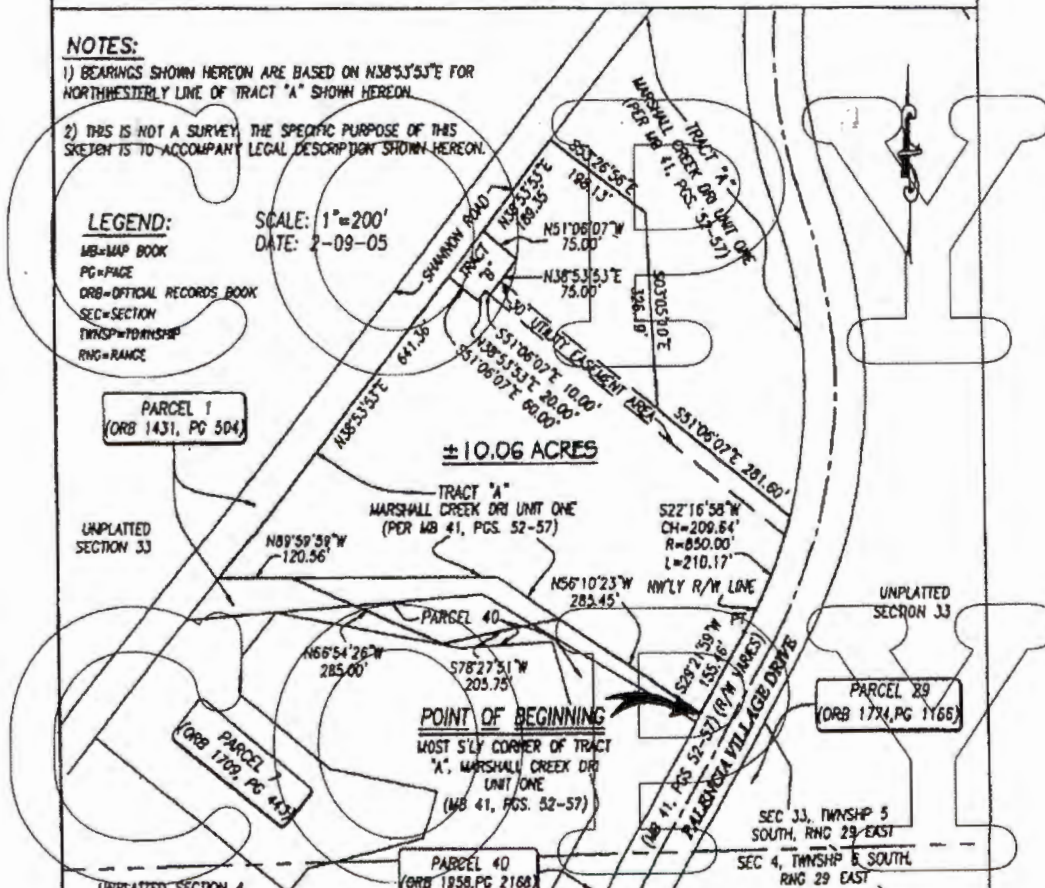 NOTES:
1) BEARINGS SHOWN HEREON ARE BASED ON N38°53'53"E FOR
NORTHWESTERLY LINE OF TRACT "A" SHOWN HEREON.
2) THIS IS NOT A SURVEY. THE SPECIFIC PURPOSE OF THIS
SKETCH IS TO ACCOMPANY LEGAL DESCRIPTION SHOWN HEREON.
LEGEND:
MB=MAP BOOK
PG=PAGE
ORB=OFFICIAL RECORDS BOOK
SEC=SECTION
TWNSP=TOWNSHIP
RNG=RANGE
SCALE: 1"=200'
DATE: 2-09-05
SHANNON ROAD
N38°53'53"E
189.35'
S53°26'56"E
198.13'
TRACT "A"
MARSHALL CREEK DRI UNIT ONE
(PER MB 41, PGS. 52-57)
TRACT
"B"
N51°06'07"W
75.00'
N38°53'53"E
75.00'
S03°05'00"E
326.19'
30' UTILITY EASEMENT AREA
S51°06'07"E 10.00'
N38°53'53"E 20.00'
S51°06'07"E 60.00'
641.56'
N38°53'53"E
S51°06'07"E 281.60'
PARCEL 1
(ORB 1431, PG 504)
±10.06 ACRES
TRACT "A"
MARSHALL CREEK DRI UNIT ONE
(PER MB 41, PGS. 52-57)
UNPLATTED
SECTION 33
N89°59'59"W
120.56'
S22°16'58"W
CH=209.64'
R=850.00'
L=210.17'
NW'LY R/W LINE
N56°10'23"W
285.45'
PT
UNPLATTED
SECTION 33
PARCEL 40
N66°54'26"W
285.00'
S78°27'51"W
205.75'
S29°21'59"W
155.46'
(R/W VARIES)
(MB 41, PGS 52-57)
PALENCIA VILLAGE DRIVE
PARCEL 29
(ORB 1774, PG 1166)
POINT OF BEGINNING
MOST S'LY CORNER OF TRACT
"A", MARSHALL CREEK DRI
UNIT ONE
(MB 41, PGS. 52-57)
PARCEL
(ORB 1709, PG
SEC 33, TWNSHP 5
SOUTH, RNG 29 EAST
SEC 4, TWNSHP 6 SOUTH,
RNG 29 EAST
PARCEL 40
(ORB 1958, PG 2168)
UNPLATTED SECTION 4
COPY
COPY